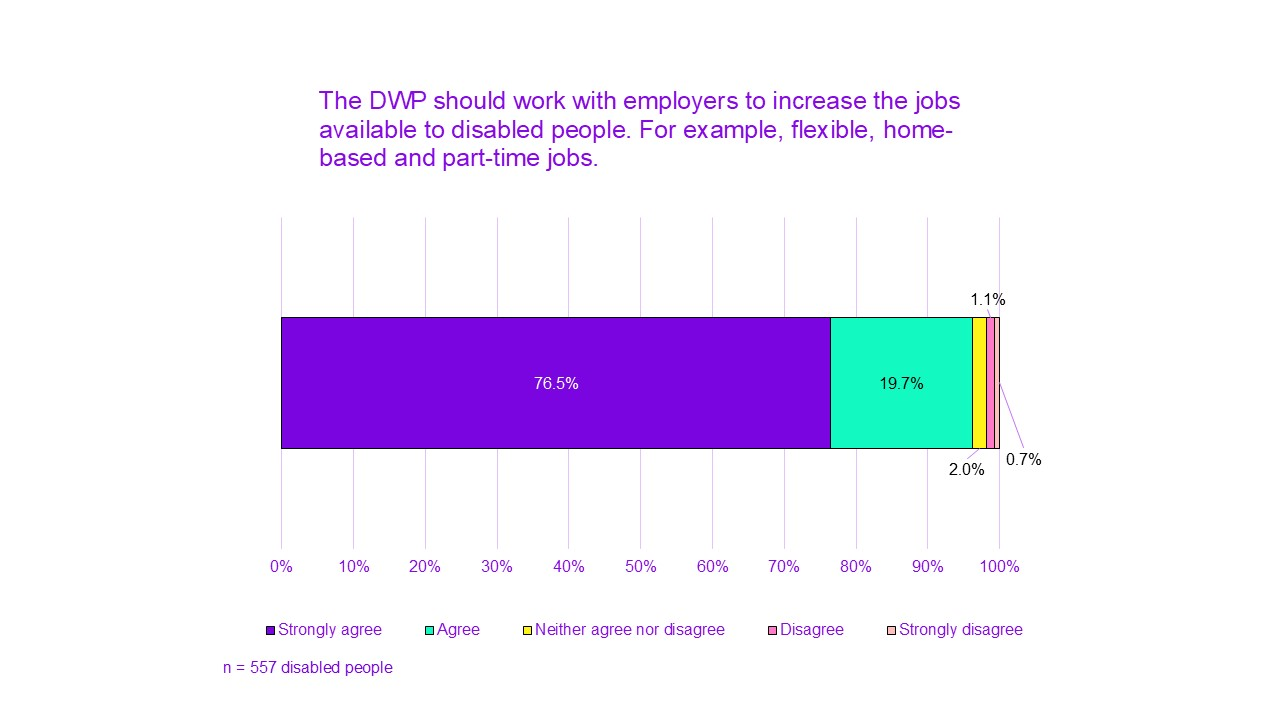 The DWP should work with employers to increase the jobs
available to disabled people. For example, flexible, home-
based and part-time jobs.
1.1%
76.5%
19.7%
2.0%
0.7%
0%
10%
20%
30%
40%
50%
60%
70%
80%
90%
100%
Strongly agree
Agree
Neither agree nor disagree
Disagree
Strongly disagree
n = 557 disabled people